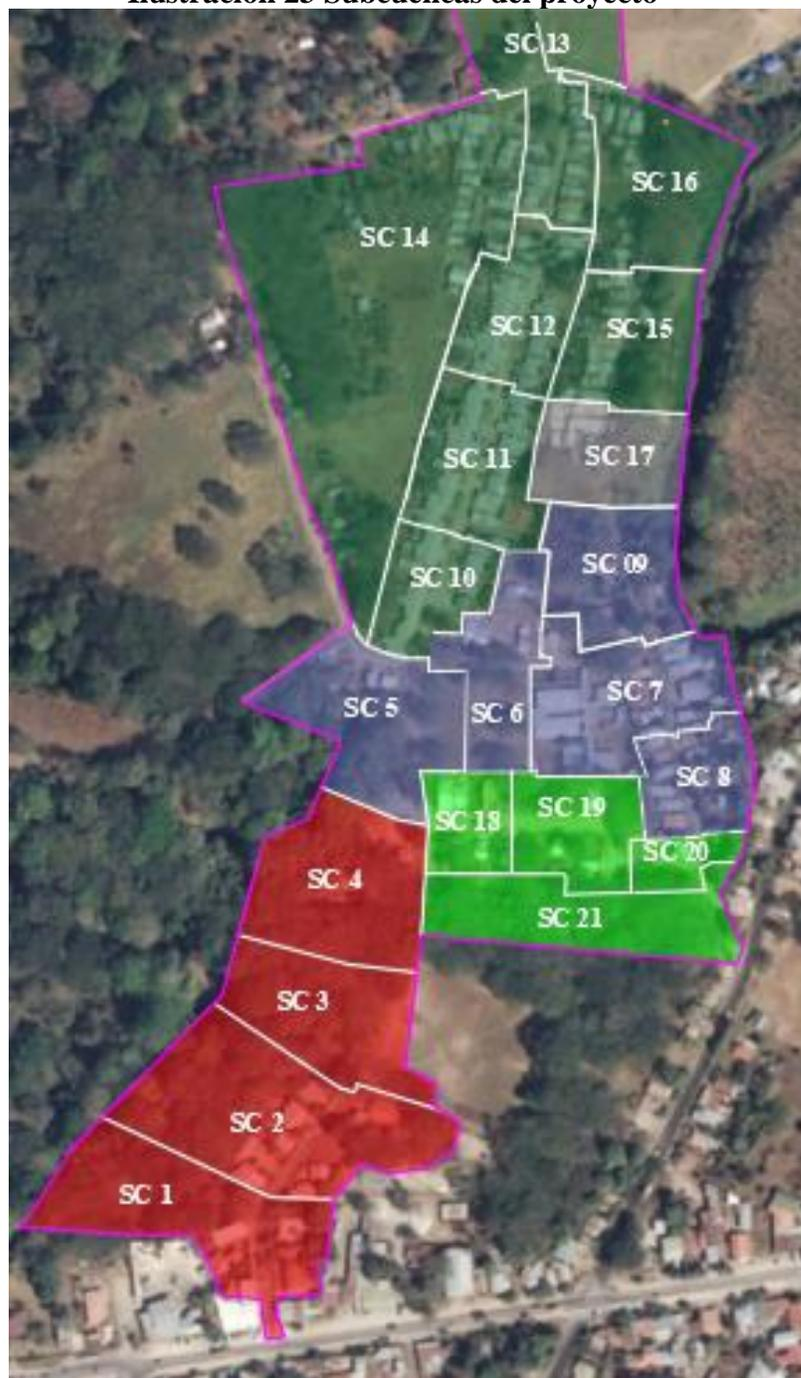 Ilustración 25 Subcuencas del proyecto
SC 13
SC 16
SC 14
SC 12
SC 15
SC 11
SC 17
SC 10
SC 09
SC 5
SC 6
SC 7
SC 8
SC 18
SC 19
SC 20
SC 4
SC 21
SC 3
SC 2
SC 1